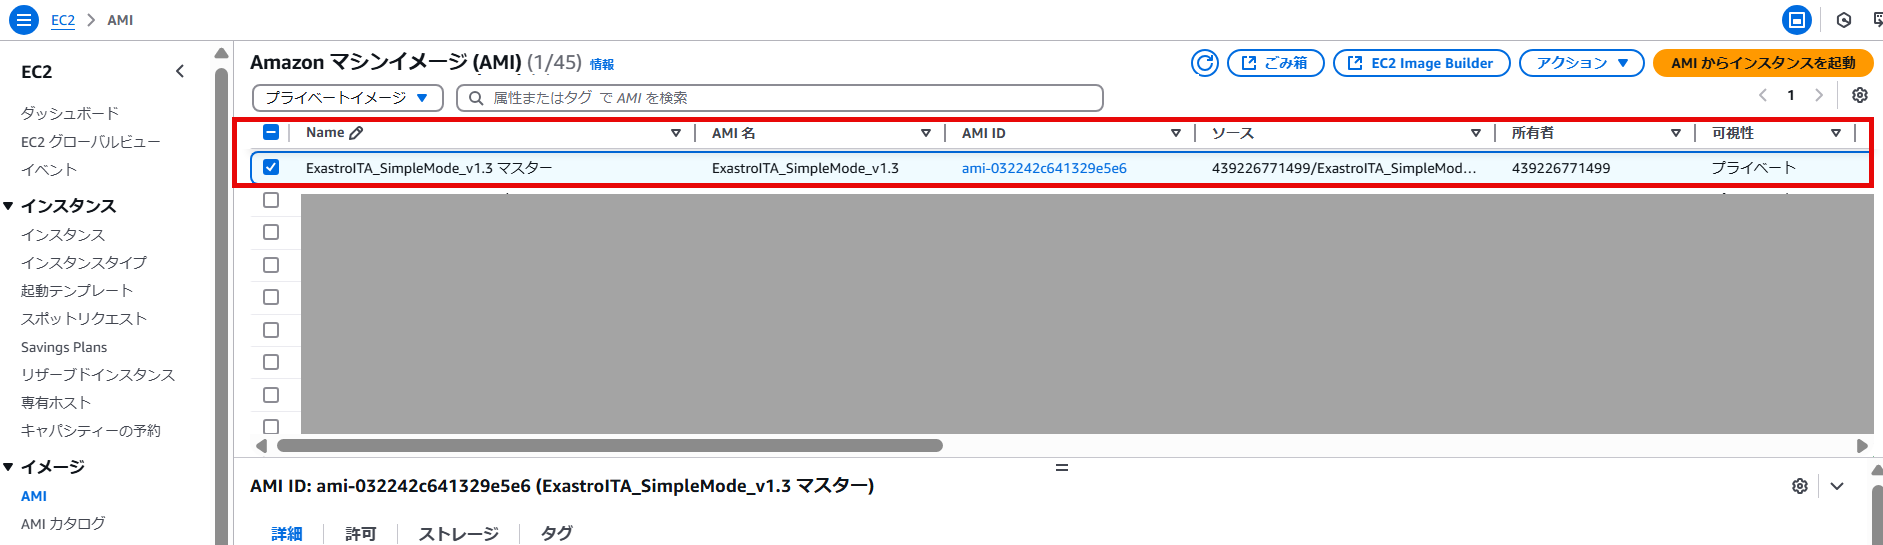 EC2 > AMI
EC2
ダッシュボード
EC2 グローバルビュー
イベント
インスタンス
インスタンス
インスタンスタイプ
起動テンプレート
スポットリクエスト
Savings Plans
リザーブドインスタンス
専有ホスト
キャパシティーの予約
イメージ
AMI
AMI カタログ
Amazon マシンイメージ (AMI) (1/45) 情報
ごみ箱
EC2 Image Builder
アクション
AMI からインスタンスを起動
プライベートイメージ
属性またはタグ で AMI を検索
1
Name AMI 名 AMI ID ソース 所有者 可視性
ExastroITA_SimpleMode_v1.3 マスター ExastroITA_SimpleMode_v1.3 ami-032242c641329e5e6 439226771499/ExastroITA_SimpleMod... 439226771499 プライベート
AMI ID: ami-032242c641329e5e6 (ExastroITA_SimpleMode_v1.3 マスター)
詳細 許可 ストレージ タグ